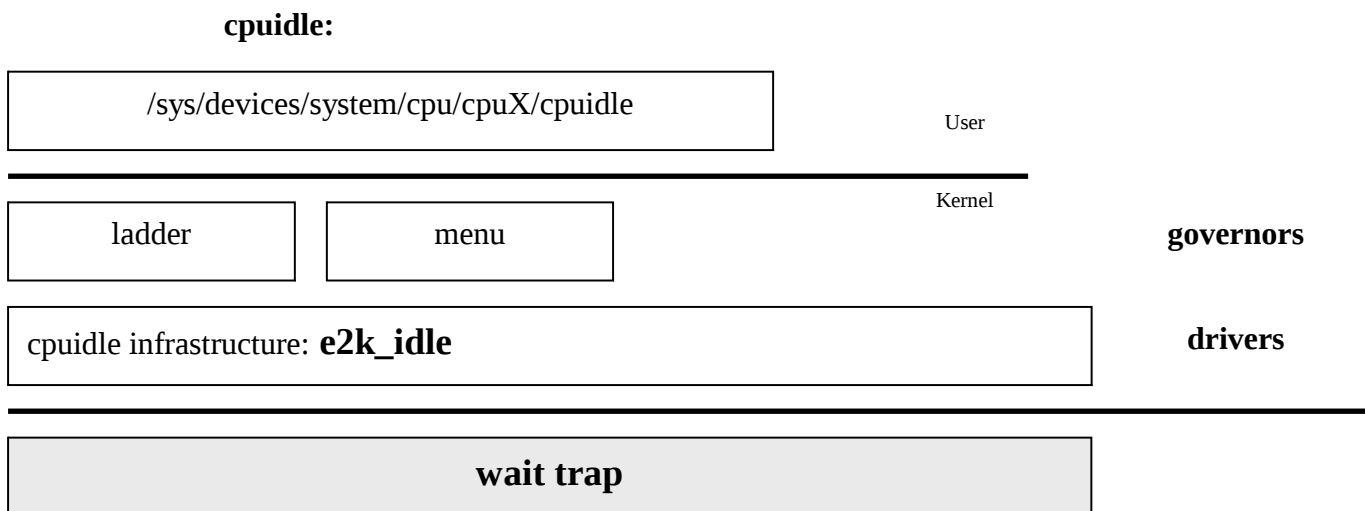 cpuidle:
/sys/devices/system/cpu/cpuX/cpuidle
User
Kernel
ladder
menu
governors
cpuidle infrastructure: e2k_idle
drivers
wait trap